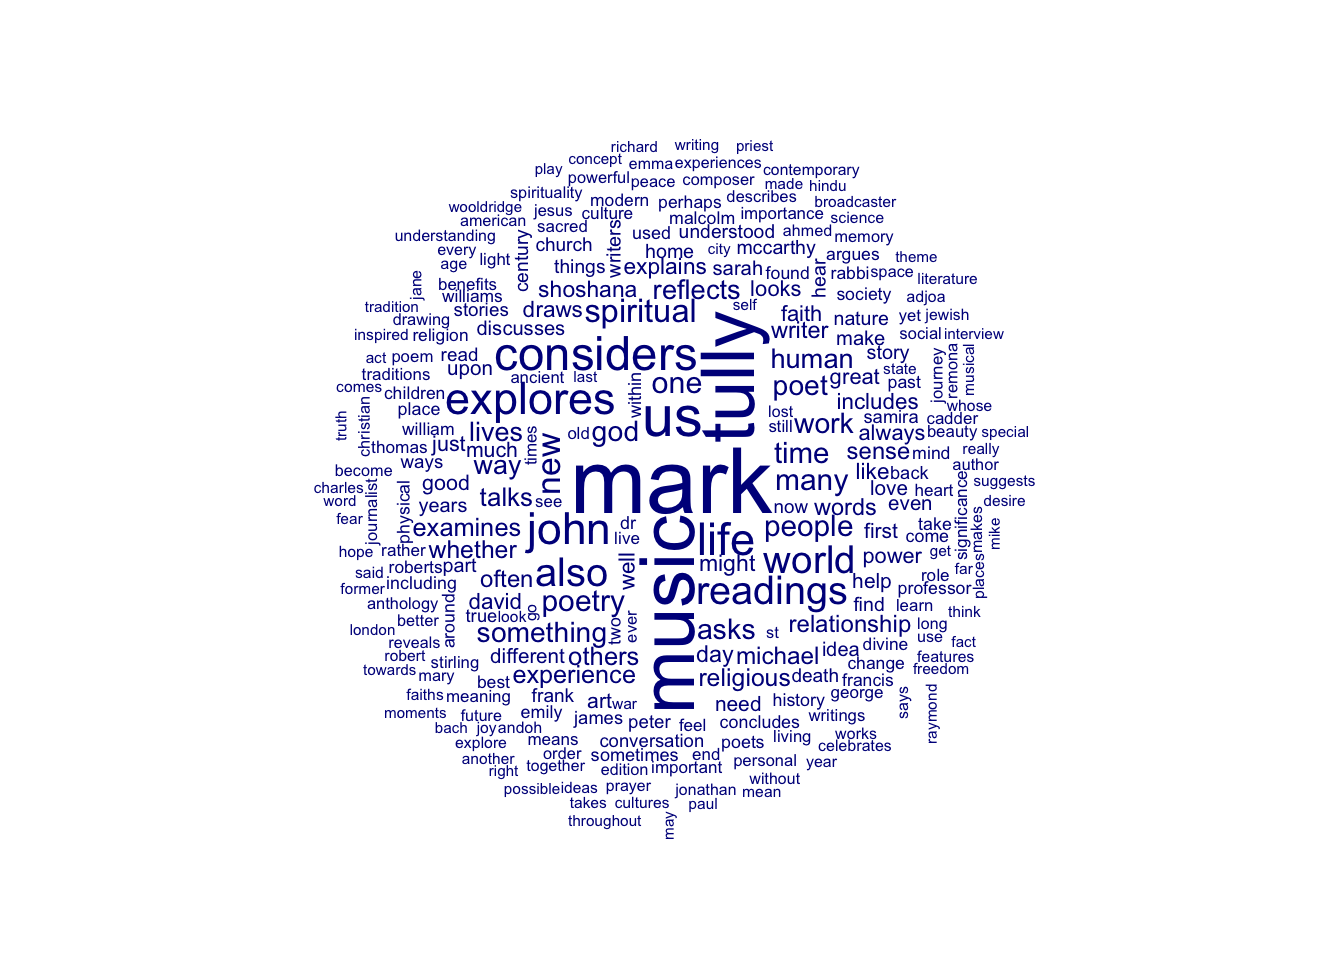 richard writing priest
concept emma experiences
play contemporary
powerful peace composer made hindu
spirituality modern perhaps describes broadcaster
wooldridge jesus culture malcolm importance science
american sacred writers used understood ahmed memory
understanding century church home city mccarthy argues
every things explains sarah found hear rabbi space theme
age light literature
jane benefits shoshana reflects looks society adjoa
williams self
tradition stories draws spiritual tully faith nature yet jewish
drawing discusses writer make social interview
inspired religion considers
act poem read human story journey remona musical
traditions upon ancient last within one poet great state past
comes children explores includes whose
place us lost samira cadder
truth christian william lives old god still work always beauty special
thomas just much times
ways way new mark time sense mind really
become many like back author
charles good love heart suggests
word journalist physical years talks see now words even significance desire
fear examines john dr music life people first take makes mike
hope rather whether live come
said roberts part well might world power get
former including often also readings help role far places
anthology david poetry find professor
better true look go learn think
london around something two ever asks st relationship long
reveals use fact
robert different others day michael idea divine features
towards stirling experience change freedom
mary best religious death francis
faiths meaning frank art war need history george says raymond
moments future emily james peter feel concludes writings
bach joy andoh means conversation poets living works
explore order sometimes end personal year celebrates
another together edition important
right without
possible ideas prayer jonathan mean
takes cultures paul
throughout may